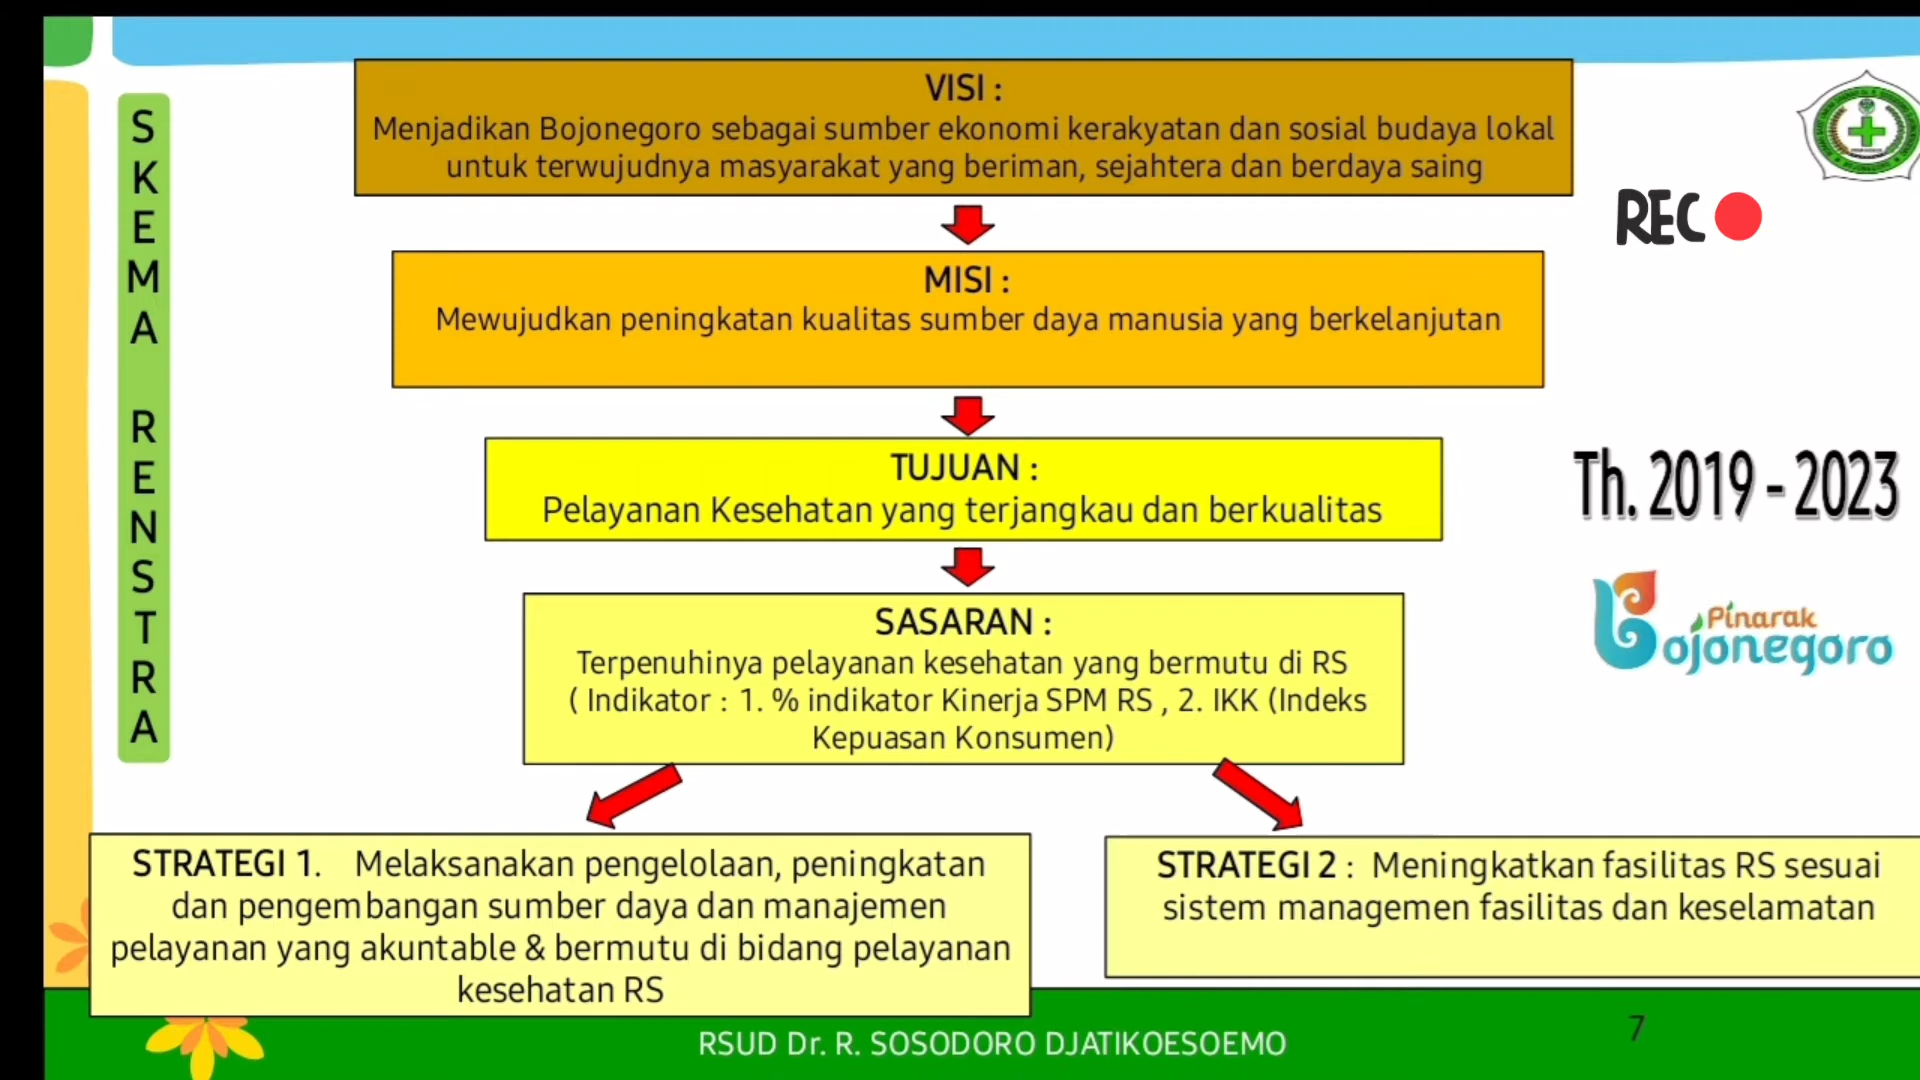 SKEMA RENSTRA
VISI :
Menjadikan Bojonegoro sebagai sumber ekonomi kerakyatan dan sosial budaya lokal
untuk terwujudnya masyarakat yang beriman, sejahtera dan berdaya saing
REC
MISI :
Mewujudkan peningkatan kualitas sumber daya manusia yang berkelanjutan
TUJUAN :
Pelayanan Kesehatan yang terjangkau dan berkualitas
Th. 2019 - 2023
Pinarak
Bojonegoro
SASARAN :
Terpenuhinya pelayanan kesehatan yang bermutu di RS
( Indikator : 1. % indikator Kinerja SPM RS , 2. IKK (Indeks
Kepuasan Konsumen)
STRATEGI 1. Melaksanakan pengelolaan, peningkatan
dan pengembangan sumber daya dan manajemen
pelayanan yang akuntable & bermutu di bidang pelayanan
kesehatan RS
STRATEGI 2 : Meningkatkan fasilitas RS sesuai
sistem managemen fasilitas dan keselamatan
RSUD Dr. R. SOSODORO DJATIKOESOEMO
7